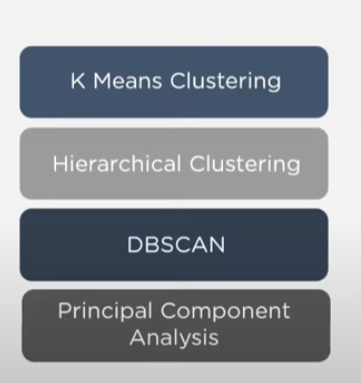 K Means Clustering
Hierarchical Clustering
DBSCAN
Principal Component
Analysis